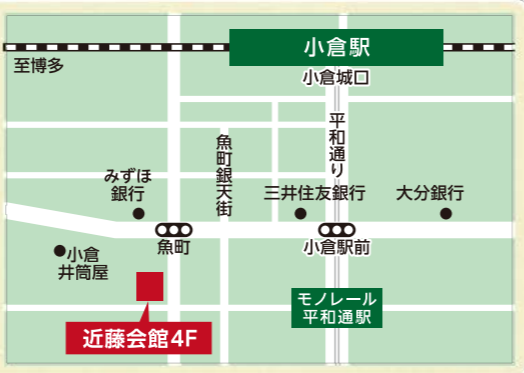 小倉駅
小倉城口
至博多
平和通り
魚町銀天街
みずほ
銀行
三井住友銀行
大分銀行
魚町
小倉駅前
小倉
井筒屋
モノレール
平和通駅
近藤会館4F